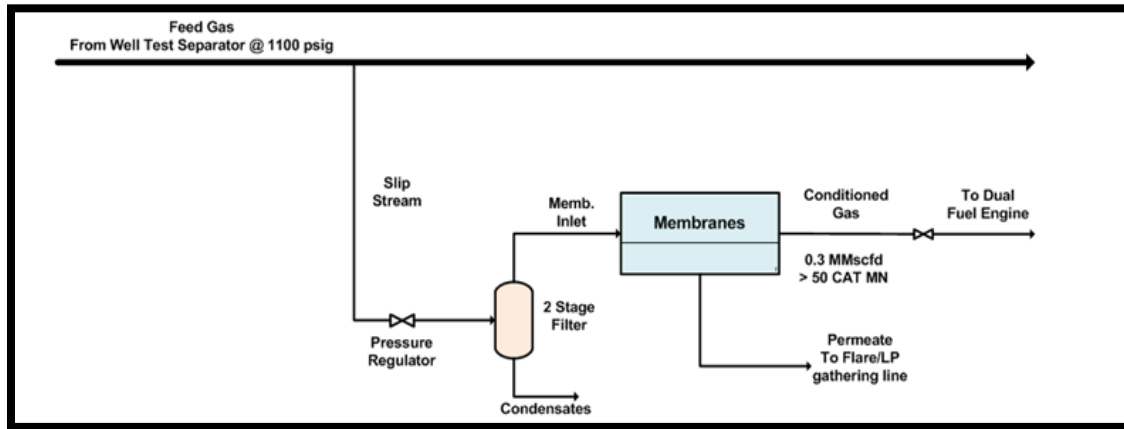 Feed Gas
From Well Test Separator @ 1100 psig
Slip
Stream
Memb.
Inlet
Membranes
Conditioned
Gas
To Dual
Fuel Engine
0.3 MMscfd
> 50 CAT MN
2 Stage
Filter
Pressure
Regulator
Permeate
To Flare/LP
gathering line
Condensates